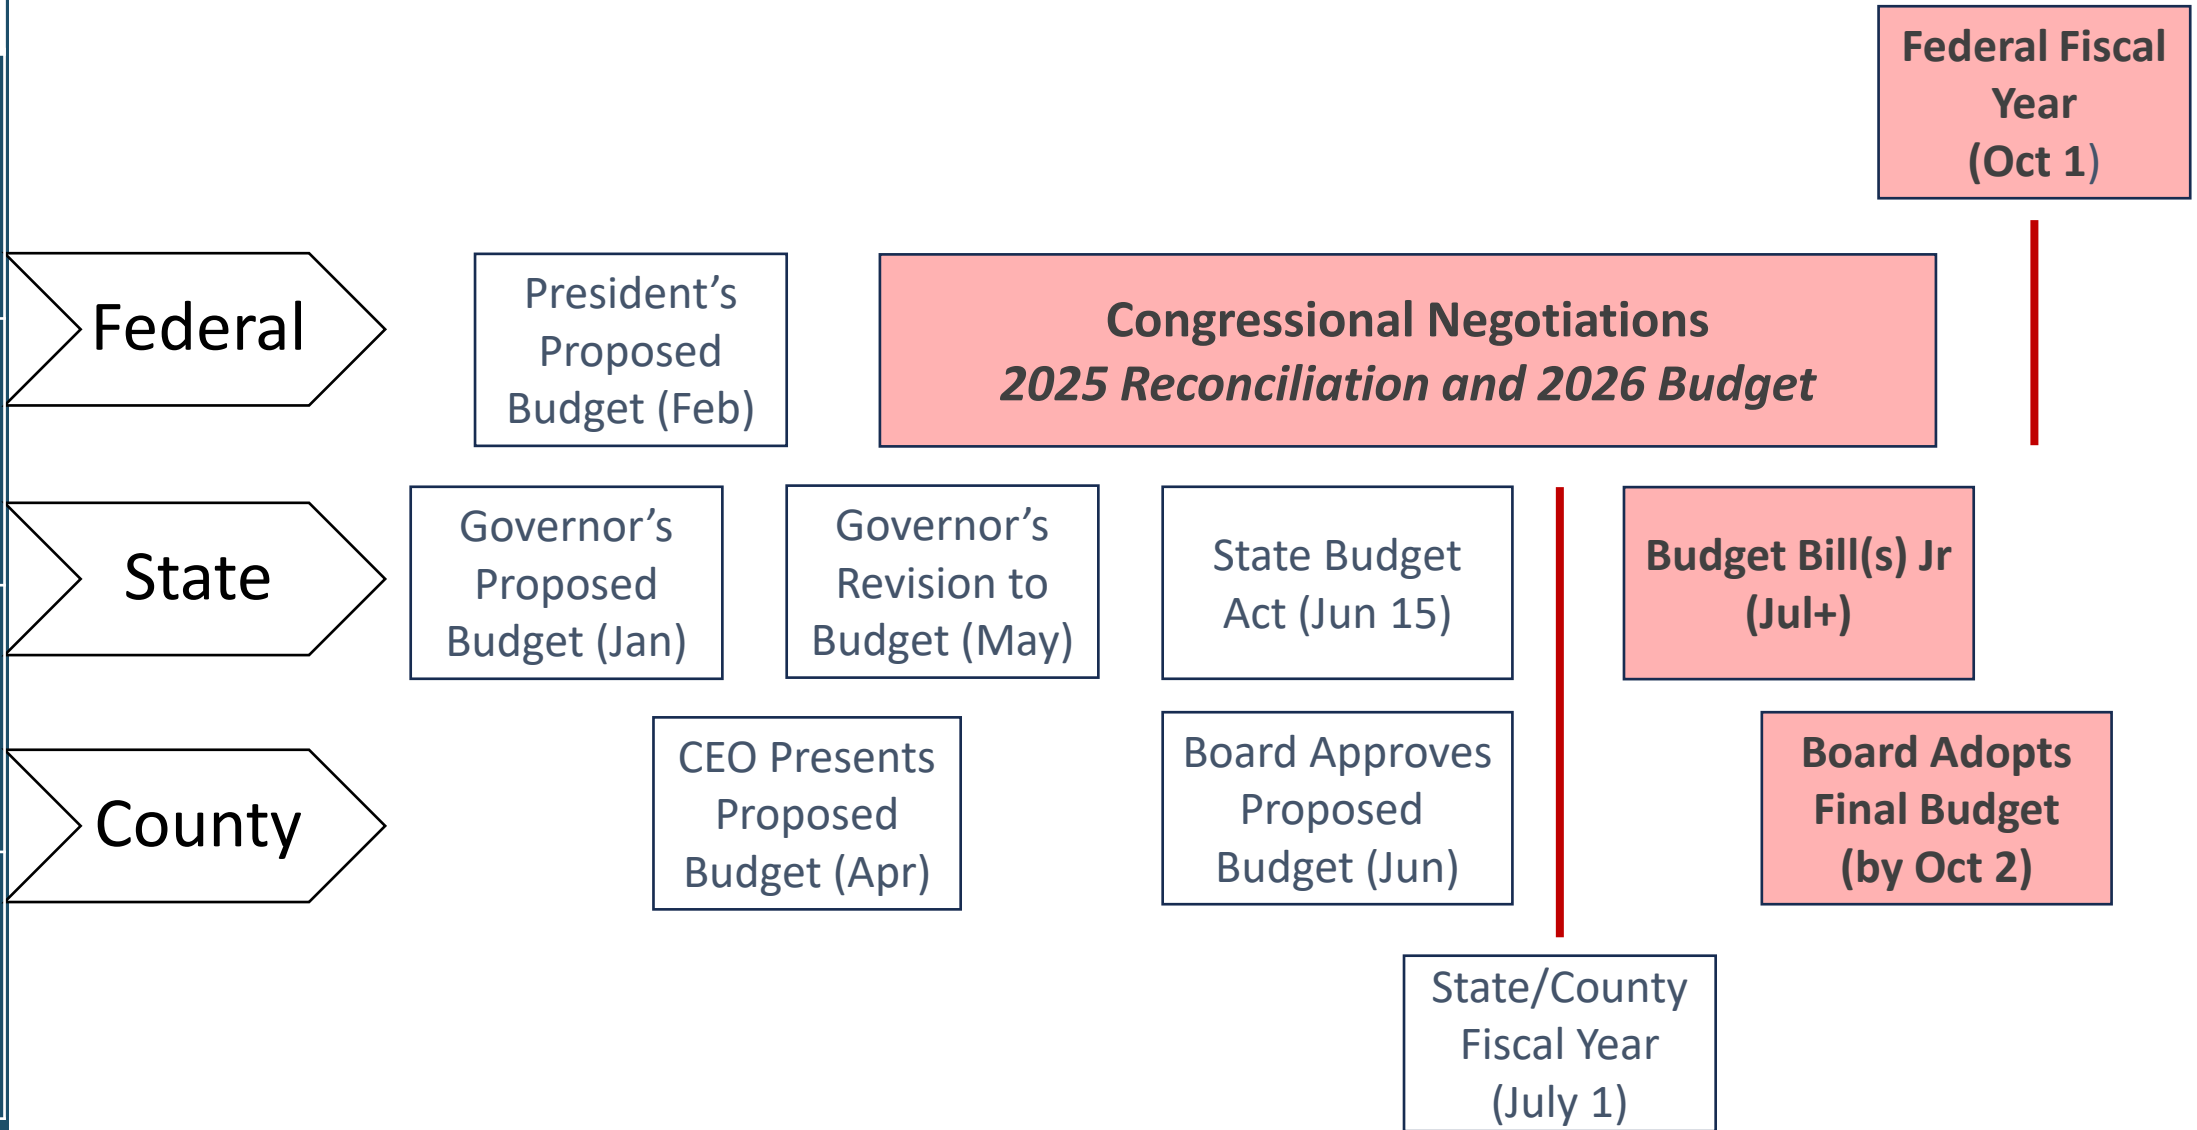 Federal Fiscal
Year
(Oct 1)
Federal
President’s
Proposed
Budget (Feb)
Congressional Negotiations
2025 Reconciliation and 2026 Budget
State
Governor’s
Proposed
Budget (Jan)
Governor’s
Revision to
Budget (May)
State Budget
Act (Jun 15)
Budget Bill(s) Jr
(Jul+)
County
CEO Presents
Proposed
Budget (Apr)
Board Approves
Proposed
Budget (Jun)
Board Adopts
Final Budget
(by Oct 2)
State/County
Fiscal Year
(July 1)